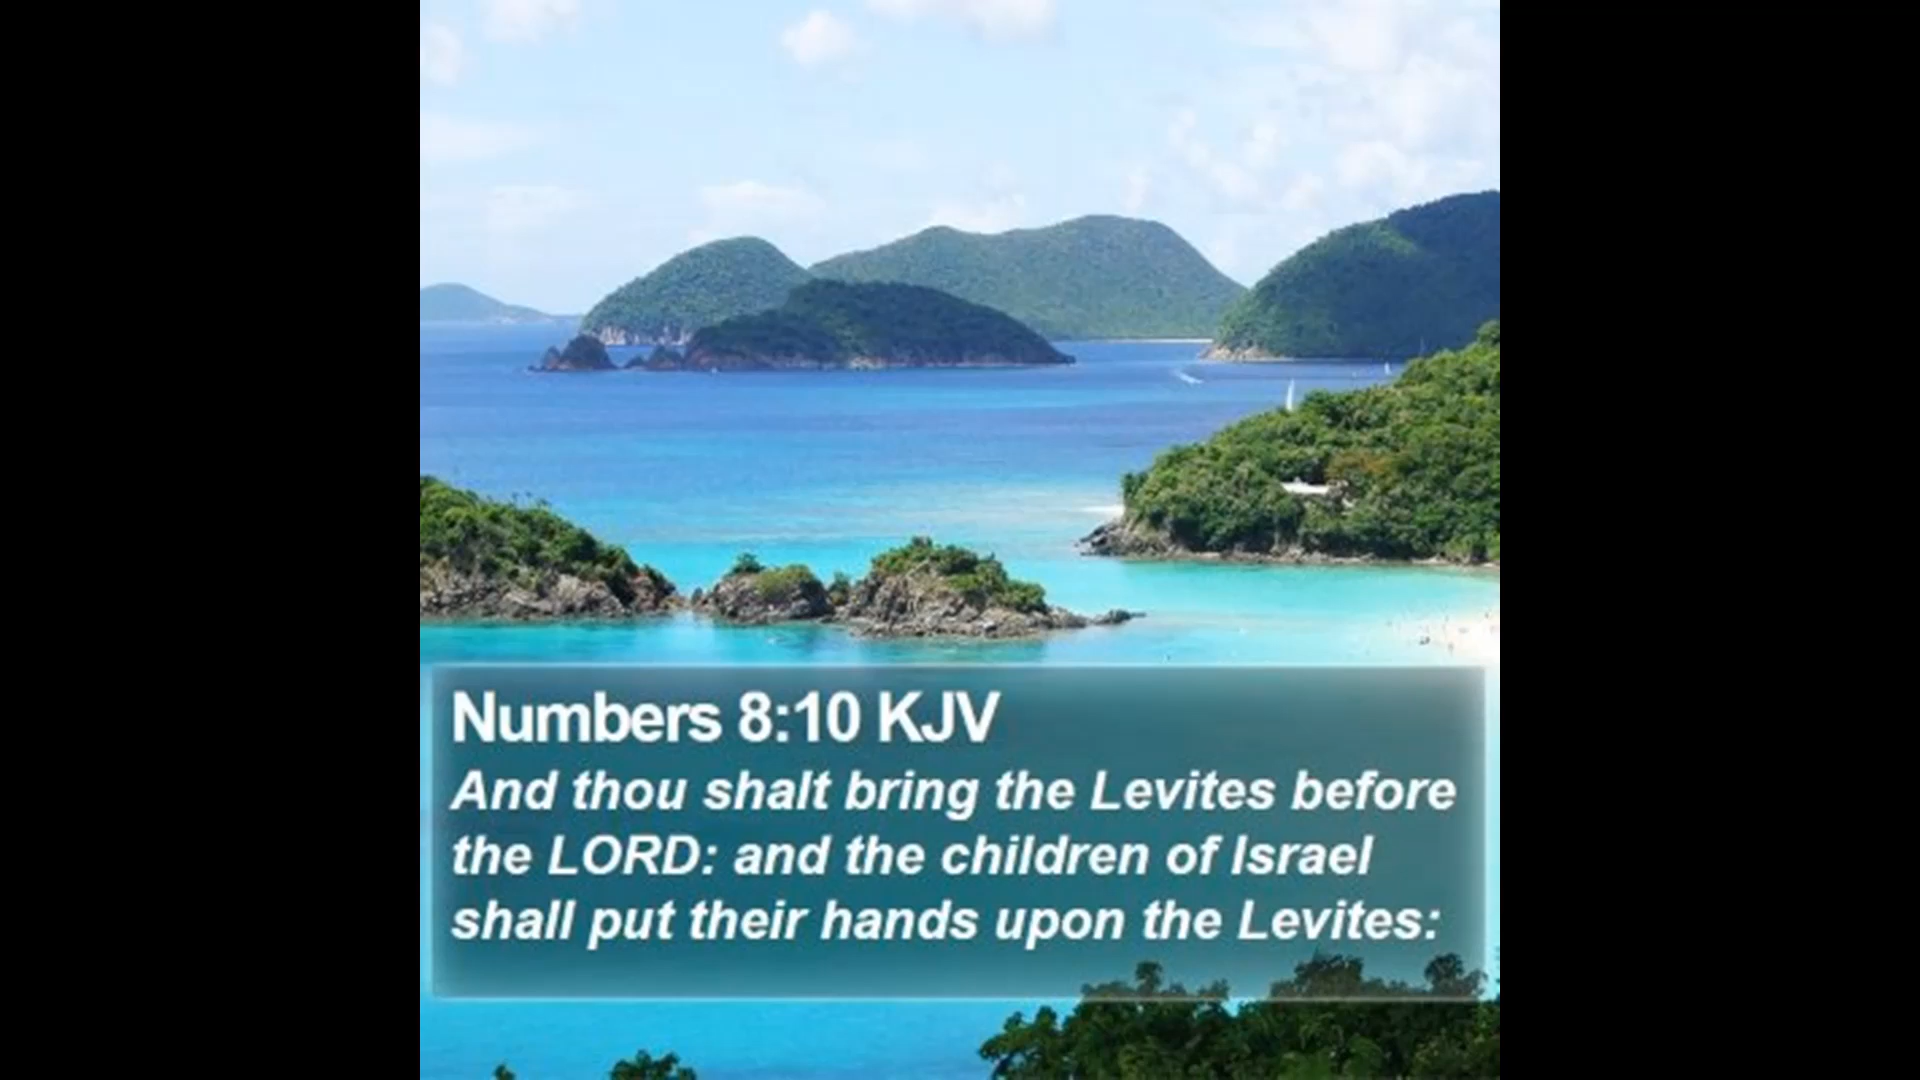 Numbers 8:10 KJV
And thou shalt bring the Levites before
the LORD: and the children of Israel
shall put their hands upon the Levites: